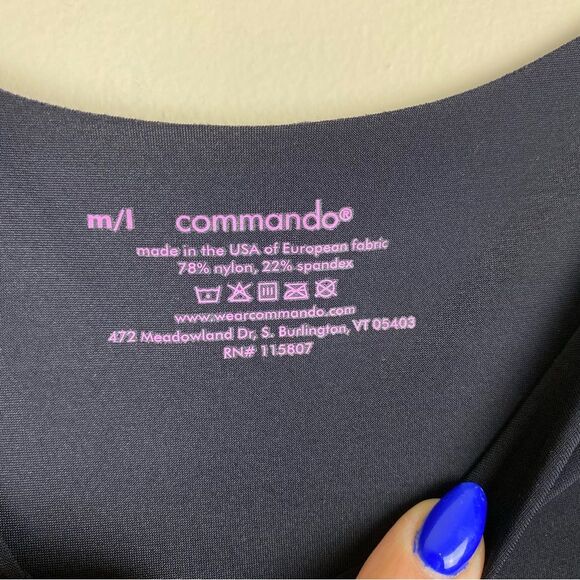 m/l commando®
made in the USA of European fabric
78% nylon, 22% spandex
www.wearcommando.com
472 Meadowland Dr, S. Burlington, VT 05403
RN# 115807